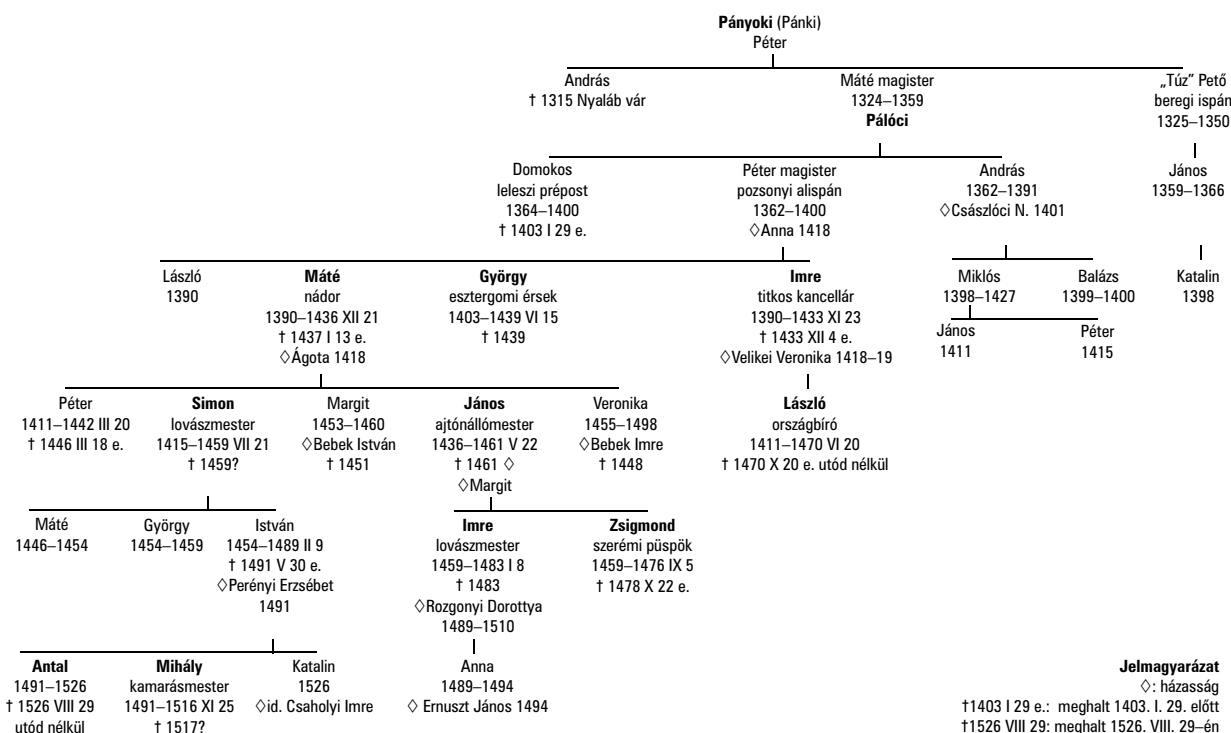 Pányoki (Pánki)
Péter
András
† 1315 Nyaláb vár
Máté magister
1324–1359
Pálóci
„Túz” Pető
beregi ispán
1325–1350
Domokos
leleszi prépost
1364–1400
† 1403 I 29 e.
Péter magister
pozsonyi alispán
1362–1400
◊Anna 1418
András
1362–1391
◊Császlóci N. 1401
János
1359–1366
László
1390
Máté
nádor
1390–1436 XII 21
† 1437 I 13 e.
◊Ágota 1418
György
esztergomi érsek
1403–1439 VI 15
† 1439
Imre
titkos kancellár
1390–1433 XI 23
† 1433 XII 4 e.
◊Velikei Veronika 1418–19
Miklós
1398–1427
Balázs
1399–1400
Katalin
1398
János
1411
Péter
1415
Péter
1411–1442 III 20
† 1446 III 18 e.
Simon
lovászmester
1415–1459 VII 21
† 1459?
Margit
1453–1460
◊Bebek István
† 1451
János
ajtónállómester
1436–1461 V 22
† 1461 ◊
◊Margit
Veronika
1455–1498
◊Bebek Imre
† 1448
László
országbíró
1411–1470 VI 20
† 1470 X 20 e. utód nélkül
Máté
1446–1454
György
1454–1459
István
1454–1489 II 9
† 1491 V 30 e.
◊Perényi Erzsébet
1491
Imre
lovászmester
1459–1483 I 8
† 1483
◊Rozgonyi Dorottya
1489–1510
Zsigmond
szerémi püspök
1459–1476 IX 5
† 1478 X 22 e.
Antal
1491–1526
† 1526 VIII 29
utód nélkül
Mihály
kamarásmester
1491–1516 XI 25
† 1517?
Katalin
1526
◊id. Csaholyi Imre
Anna
1489–1494
◊ Ernuszt János 1494
Jelmagyarázat
◊: házasság
†1403 I 29 e.: meghalt 1403. I. 29. előtt
†1526 VIII 29: meghalt 1526. VIII. 29–én